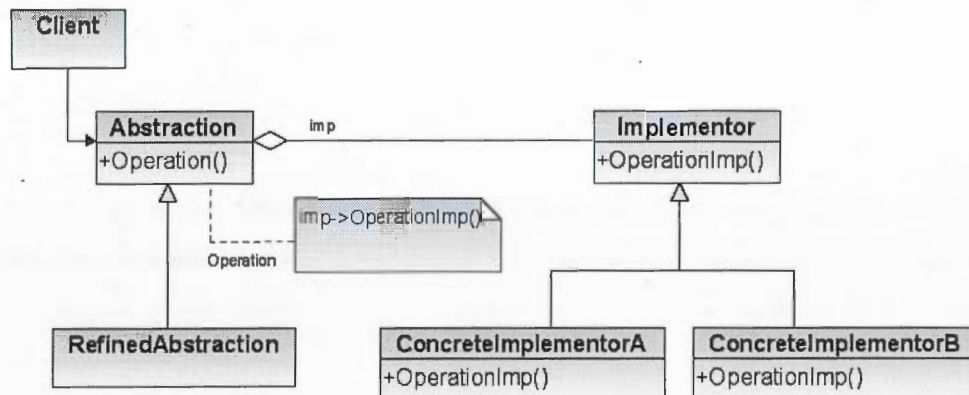 Client
Abstraction
+Operation()
imp
Implementor
+OperationImp()
imp->OperationImp()
Operation
RefinedAbstraction
ConcreteImplementorA
+OperationImp()
ConcreteImplementorB
+OperationImp()